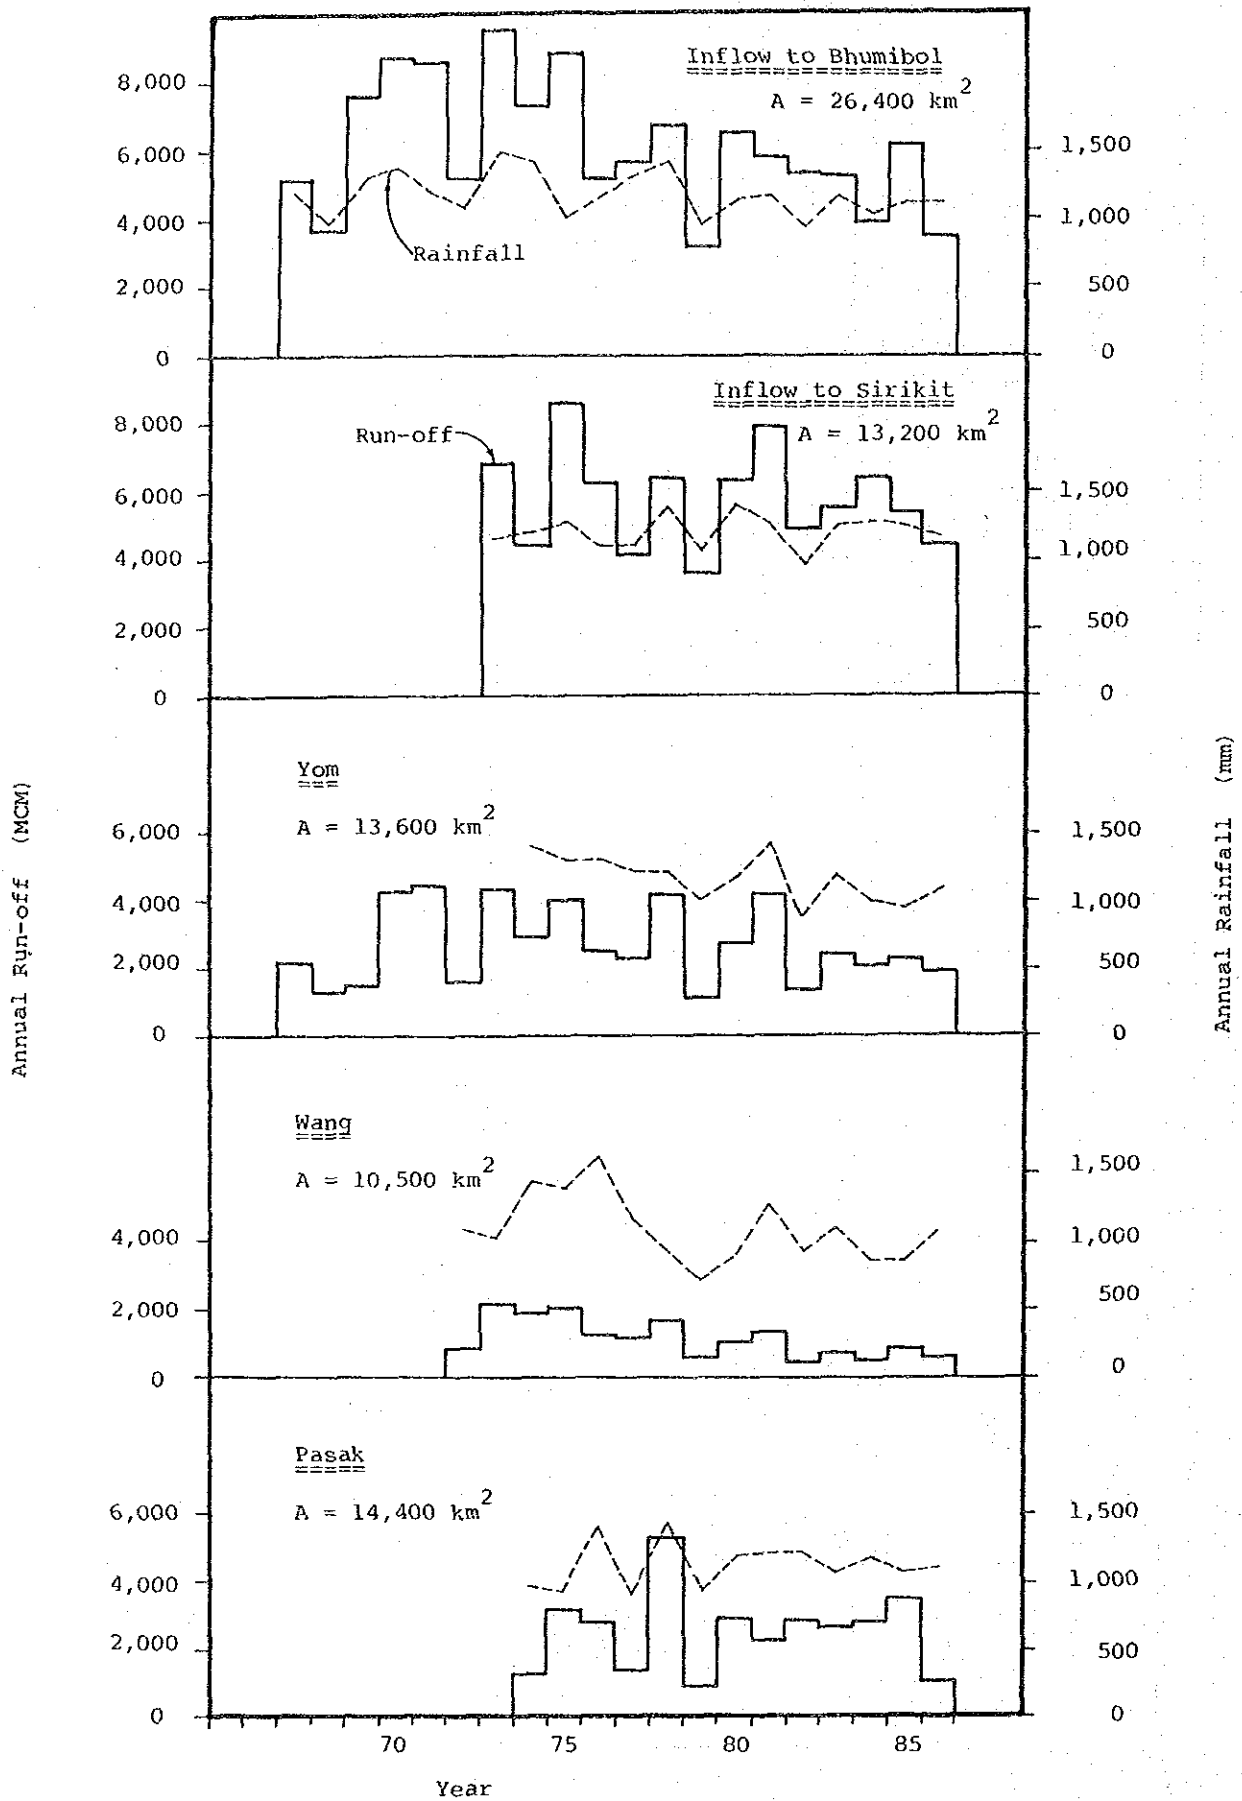 Inflow to Bhumibol
A = 26,400 km²
8,000
6,000
4,000
2,000
0
Rainfall
1,500
1,000
500
0
Inflow to Sirikit
A = 13,200 km²
Run-off
8,000
6,000
4,000
2,000
0
1,500
1,000
500
0
Yom
A = 13,600 km²
6,000
4,000
2,000
0
1,500
1,000
500
0
Annual Run-off (MCM)
Annual Rainfall (mm)
Wang
A = 10,500 km²
4,000
2,000
0
1,500
1,000
500
0
Pasak
A = 14,400 km²
6,000
4,000
2,000
0
1,500
1,000
500
0
70 75 80 85
Year